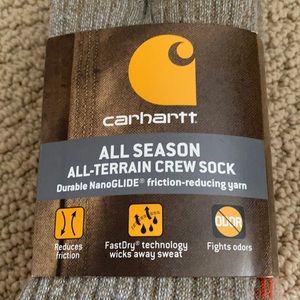 carhartt
ALL SEASON
ALL-TERRAIN CREW SOCK
Durable NanoGLIDE® friction-reducing yarn
ODOR
Reduces
friction
FastDry® technology
wicks away sweat
Fights odors